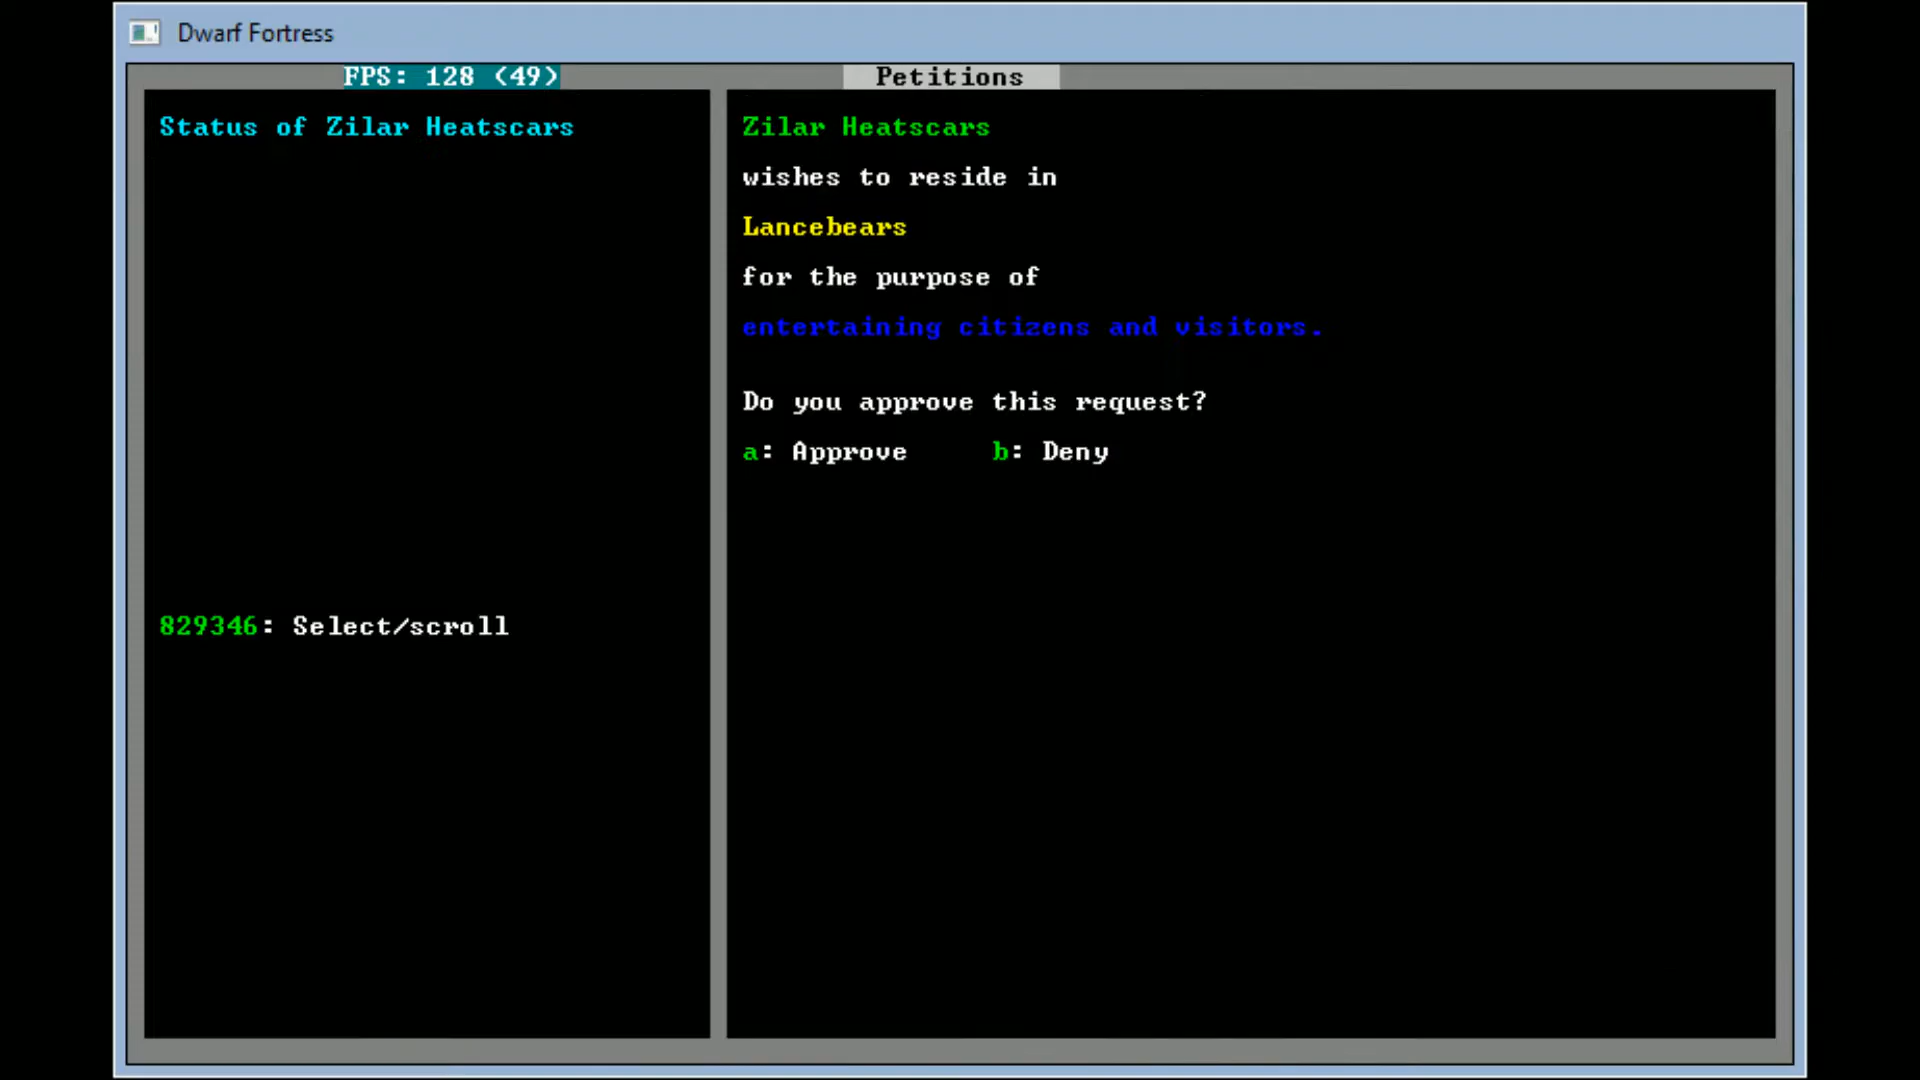 Dwarf Fortress
FPS: 128 (49)
Petitions
Status of Zilar Heatscars
829346: Select/scroll
Zilar Heatscars
wishes to reside in
Lancebears
for the purpose of
entertaining citizens and visitors.
Do you approve this request?
a: Approve b: Deny